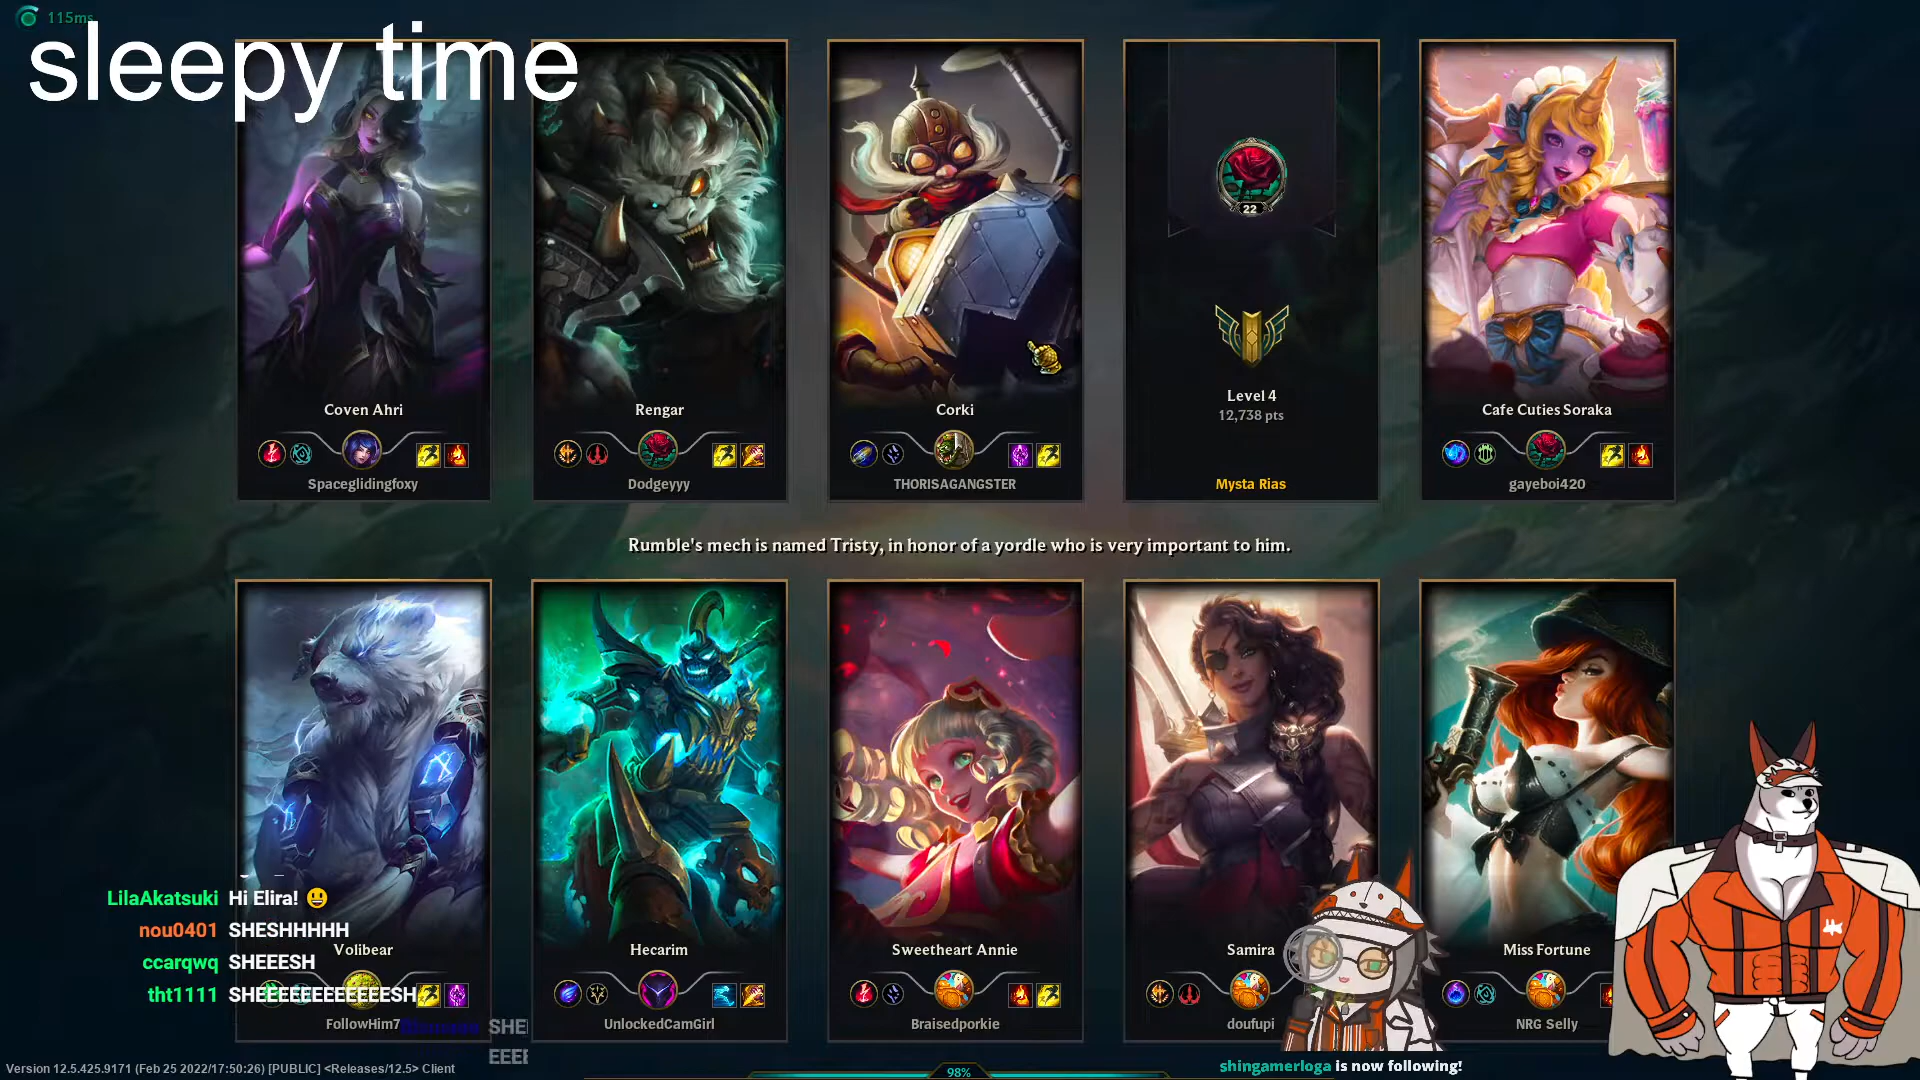 115ms
sleepy time
Coven Ahri
Spaceglidingfoxy
Rengar
Dodgeyyy
Corki
THORISAGANGSTER
22
Level 4
12,738 pts
Mysta Rias
Cafe Cuties Soraka
gayeboi420
Rumble's mech is named Tristy, in honor of a yordle who is very important to him.
LilaAkatsuki Hi Elira! 😃
nou0401 SHESHHHHH
ccarqwq SHEEESH
tht1111 SHEEEEEEEEEEEESH
SHE
EEEE
Volibear
FollowHim7
Hecarim
UnlockedCamGirl
Sweetheart Annie
Braisedporkie
Samira
doufupi
Miss Fortune
NRG Selly
Version 12.5.425.9171 (Feb 25 2022/17:50:26) [PUBLIC] <Releases/12.5> Client
98%
shingamerloga is now following!